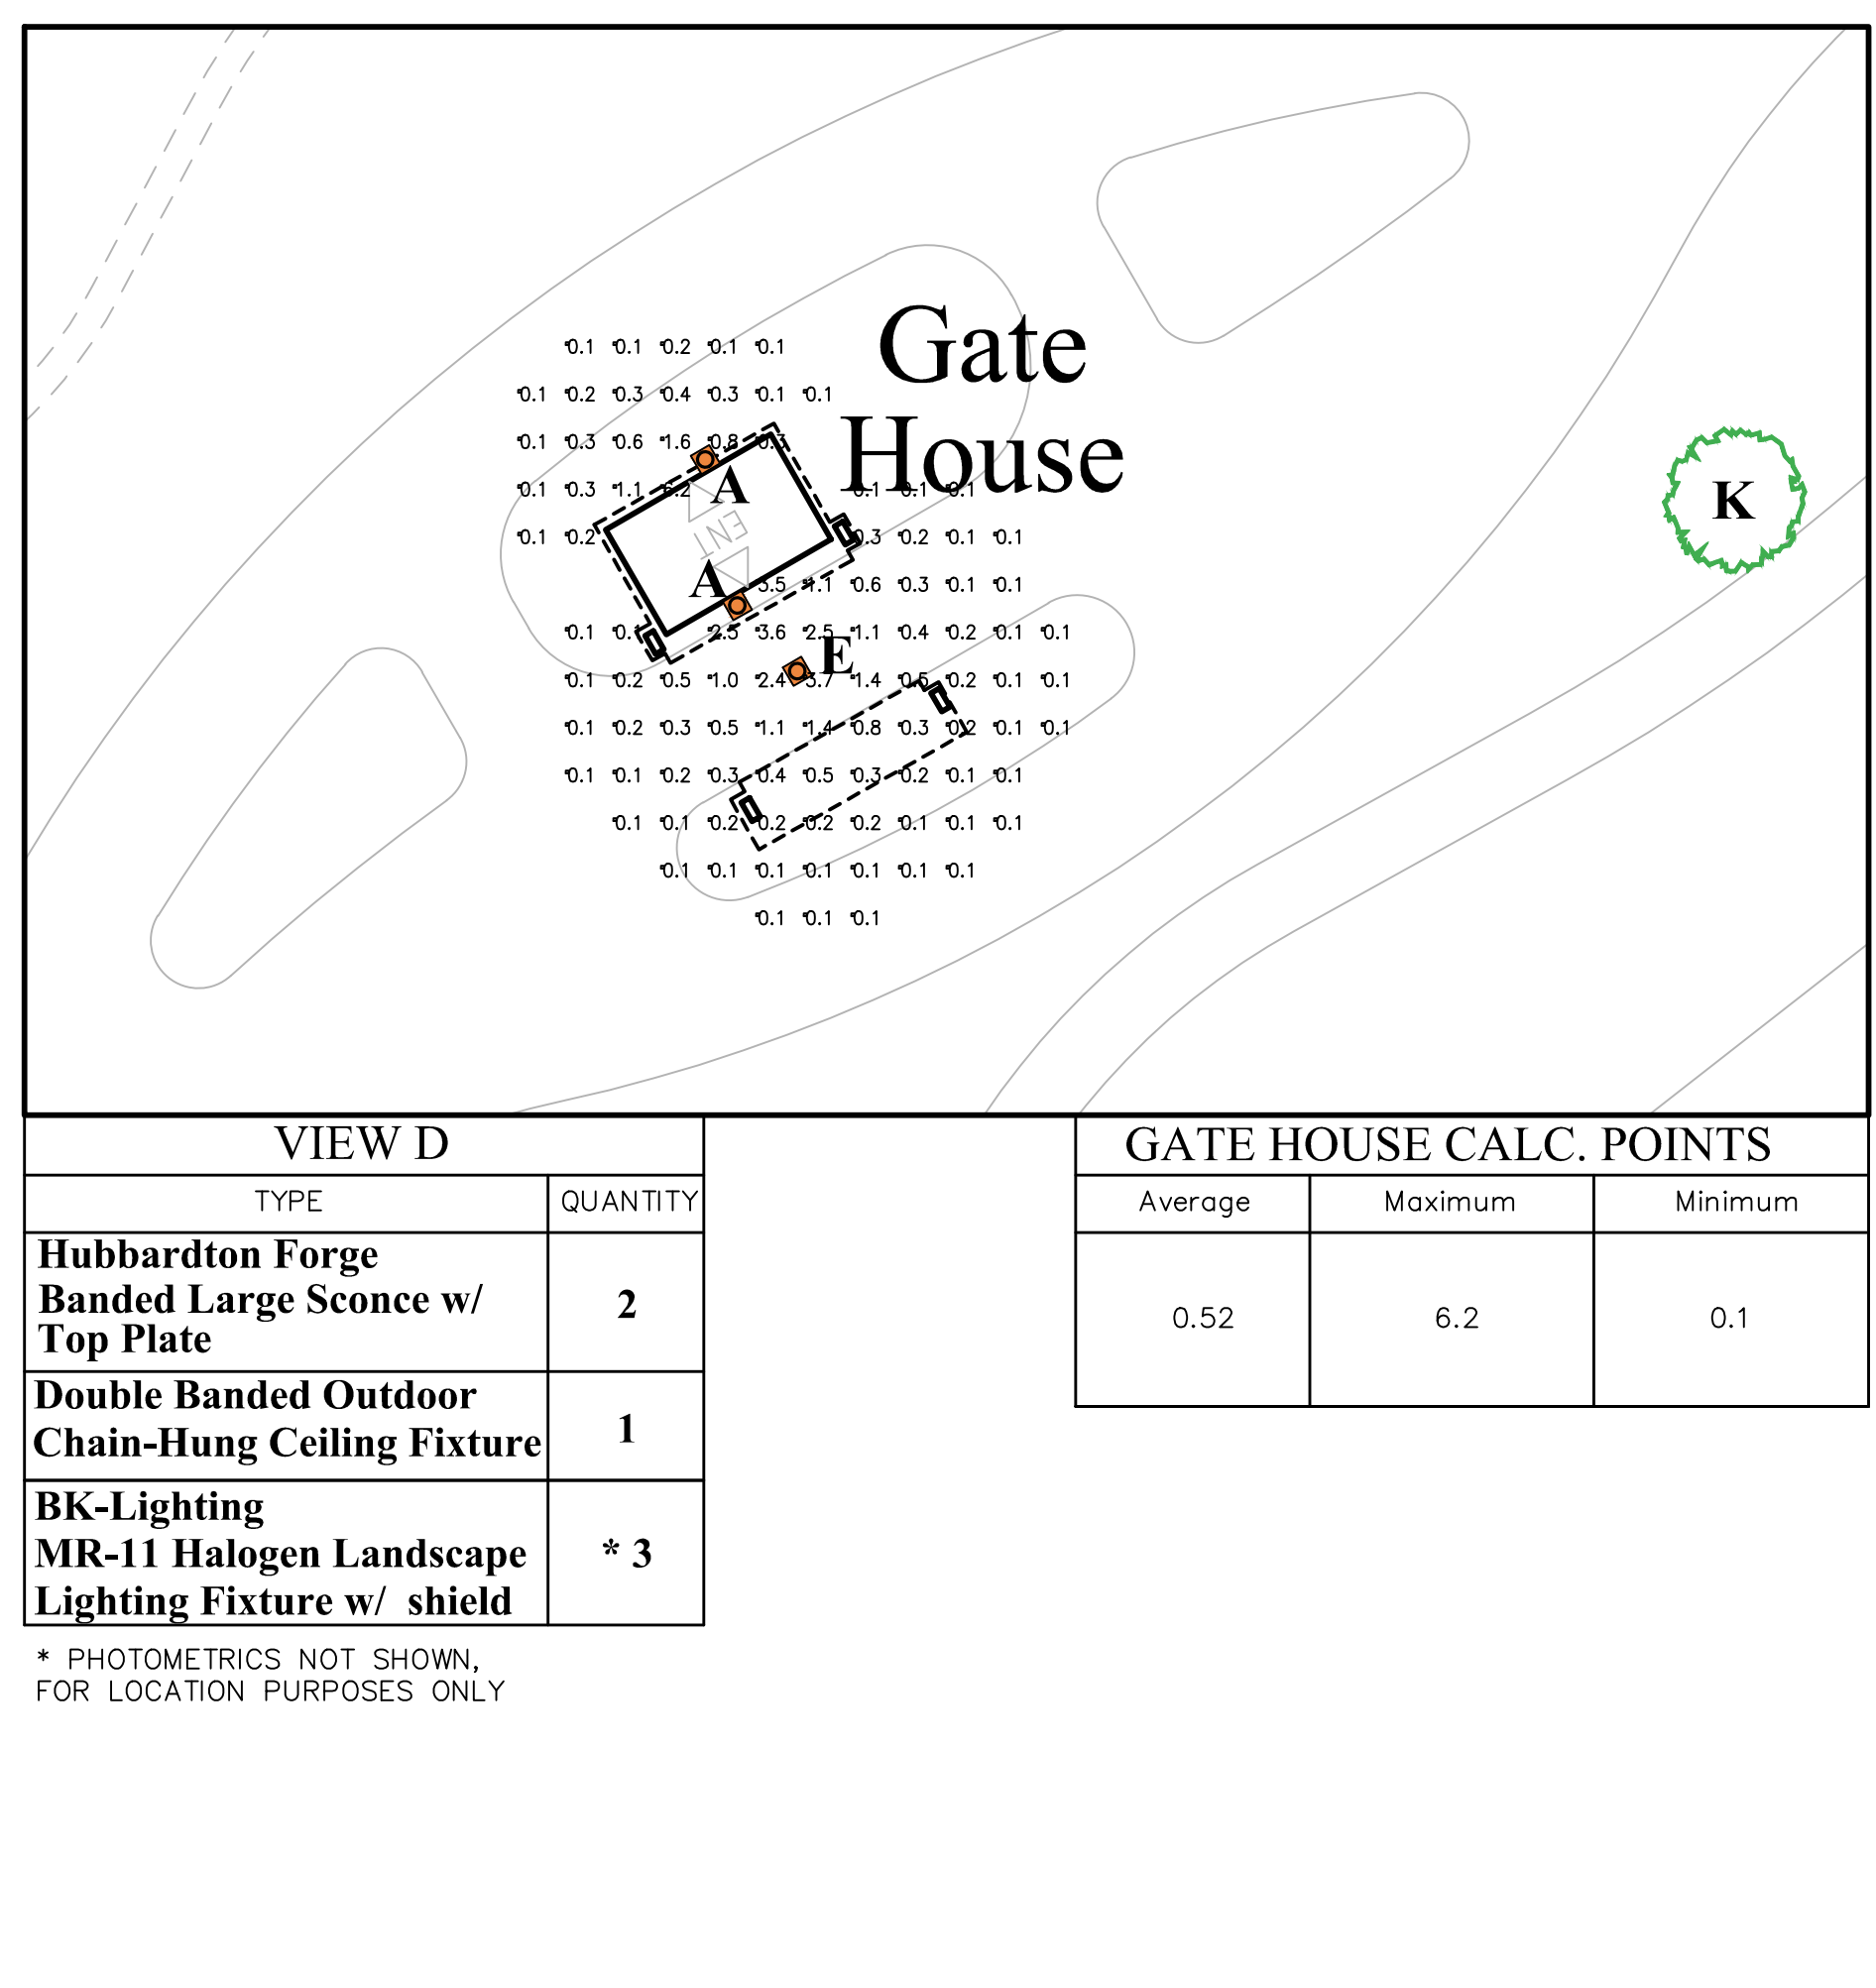 Gate
House
0.1 0.1 0.2 0.1 0.1
0.1 0.2 0.3 0.4 0.3 0.1 0.1
0.1 0.3 0.6 1.6 0.8 0.3
0.1 0.3 1.1 6.2 A 0.1 0.1 0.1
K
ENT
0.1 0.2 0.3 0.2 0.1 0.1
A 3.5 1.1 0.6 0.3 0.1 0.1
0.1 0.1 2.5 3.6 2.5 1.1 0.4 0.2 0.1 0.1
E
0.1 0.2 0.5 1.0 2.4 3.7 1.4 0.5 0.2 0.1 0.1
0.1 0.2 0.3 0.5 1.1 1.4 0.8 0.3 0.2 0.1 0.1
0.1 0.1 0.2 0.3 0.4 0.5 0.3 0.2 0.1 0.1
0.1 0.1 0.2 0.2 0.2 0.2 0.1 0.1 0.1
0.1 0.1 0.1 0.1 0.1 0.1 0.1
0.1 0.1 0.1
VIEW D
TYPE QUANTITY
Hubbardton Forge
Banded Large Sconce w/ 2
Top Plate
Double Banded Outdoor
Chain-Hung Ceiling Fixture 1
BK-Lighting
MR-11 Halogen Landscape * 3
Lighting Fixture w/ shield
* PHOTOMETRICS NOT SHOWN,
FOR LOCATION PURPOSES ONLY
GATE HOUSE CALC. POINTS
Average Maximum Minimum
0.52 6.2 0.1